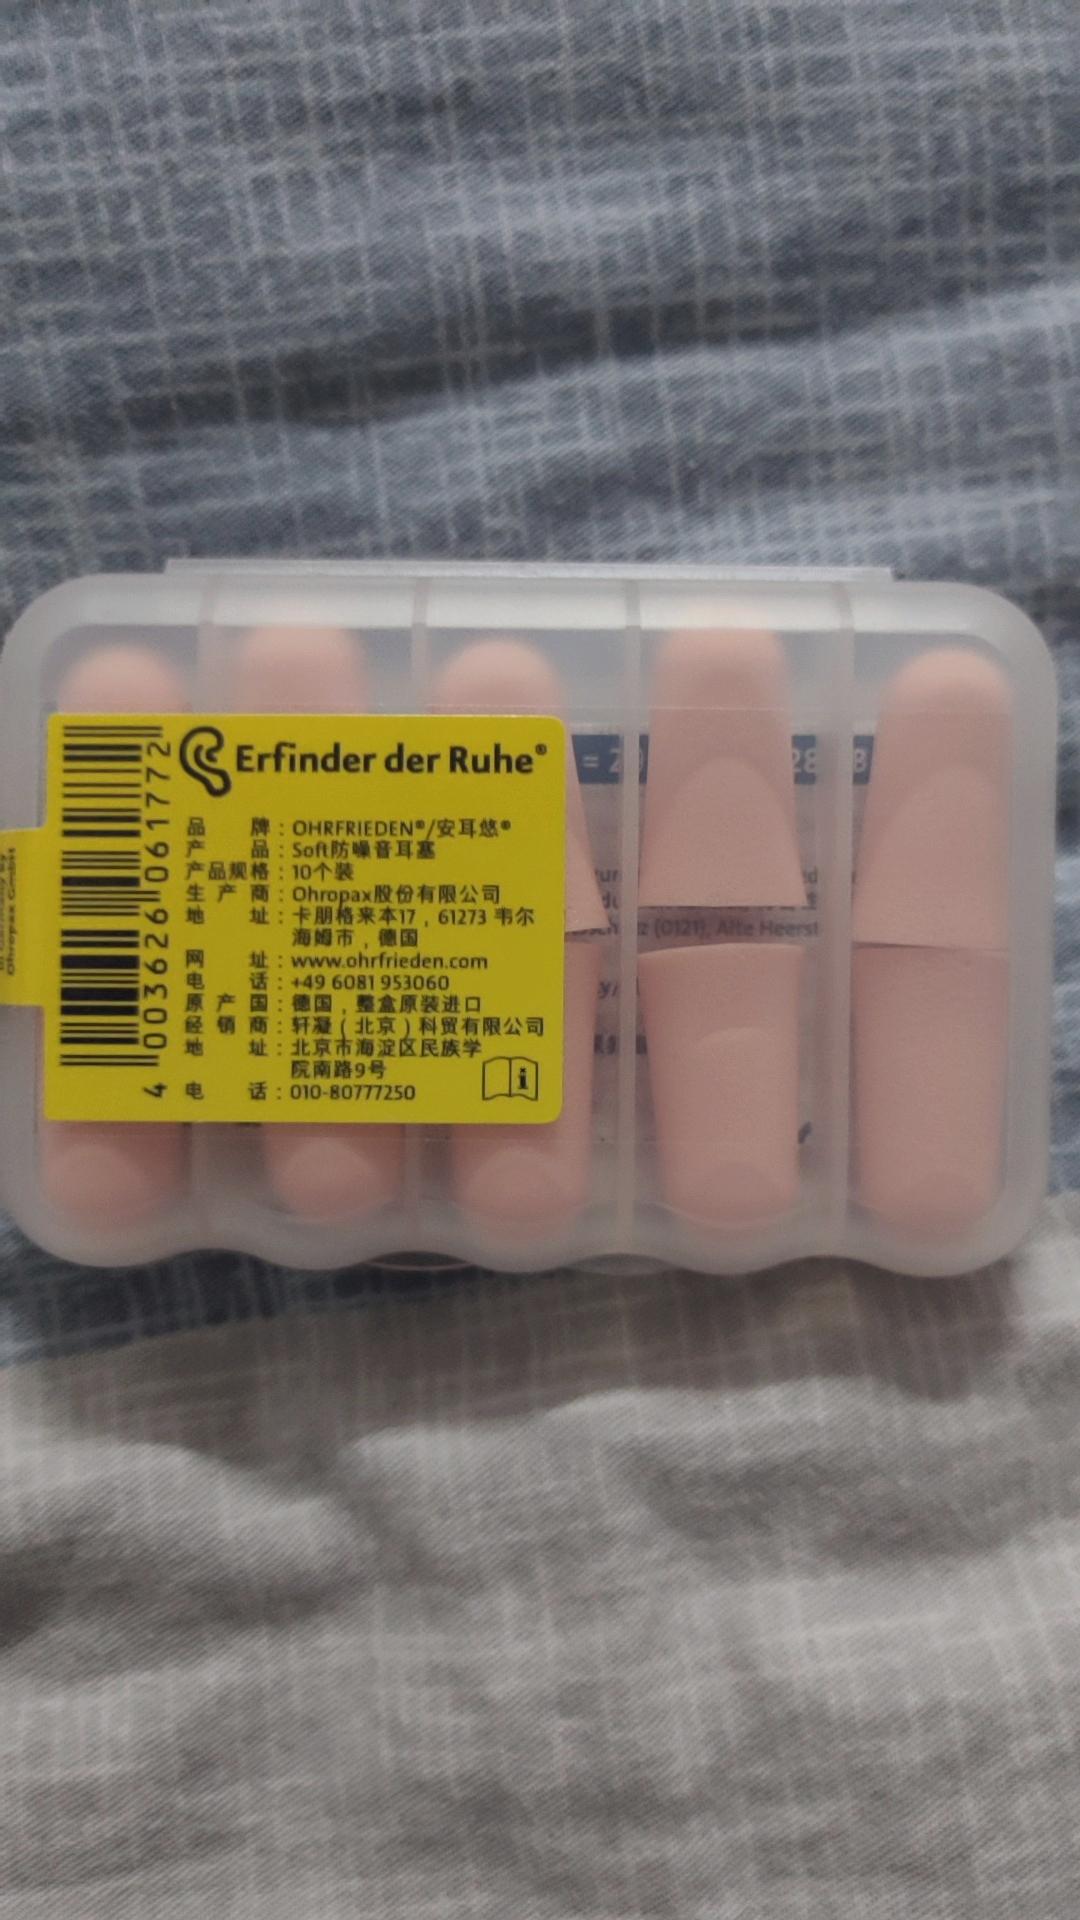 Erfinder der Ruhe®
品 牌：OHRFRIEDEN®/安耳悠®
产 品：Soft防噪音耳塞
产品规格：10个装
生产商：Ohropax股份有限公司
地 址：卡朋格来本17，61273 韦尔
海姆市，德国
网 址：www.ohrfrieden.com
电 话：+49 6081 953060
原产国：德国，整盒原装进口
经销商：轩凝（北京）科贸有限公司
地 址：北京市海淀区民族学
院南路9号
电 话：010-80777250
4 003626 061772
Ohropax GmbH
(0121), Alte Heerst